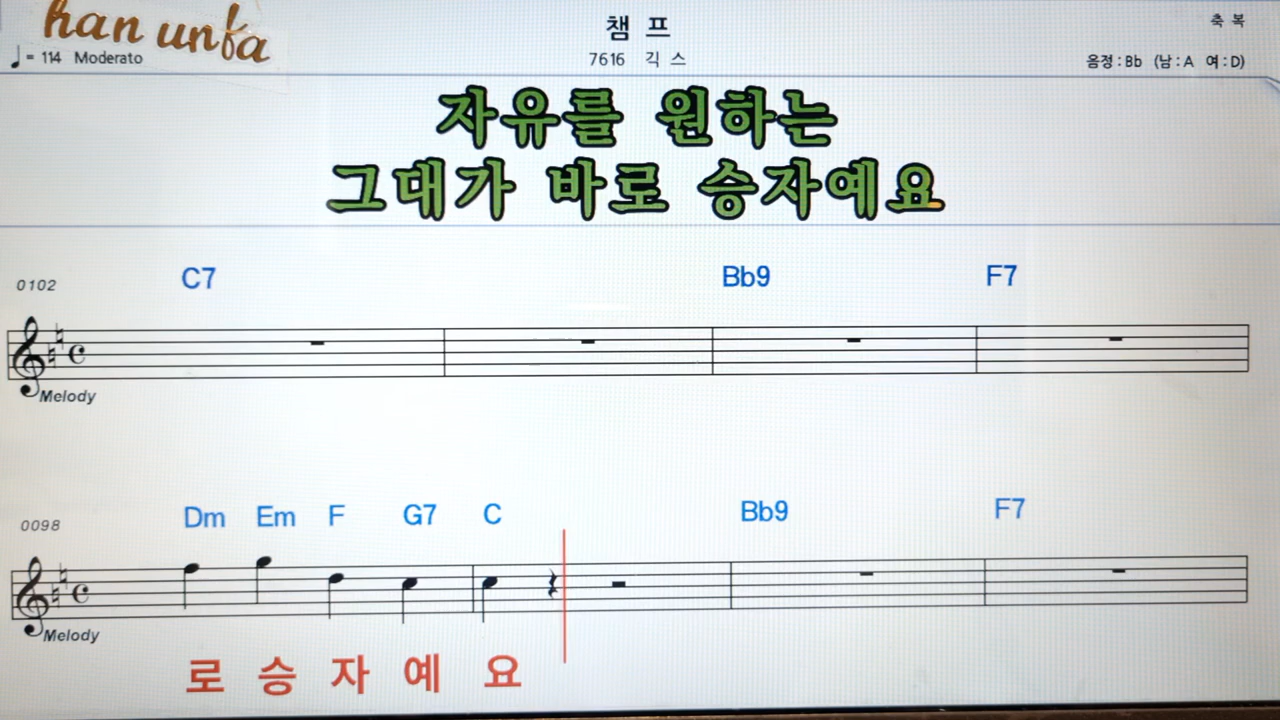 han unfa
챔 프
축 복
♩= 114 Moderato
7616 긱 스
음정 : Bb (남 : A 여 : D)
자유를 원하는
그대가 바로 승자예요
0102 C7 Bb9 F7
Melody
0098 Dm Em F G7 C Bb9 F7
Melody
로 승 자 예 요